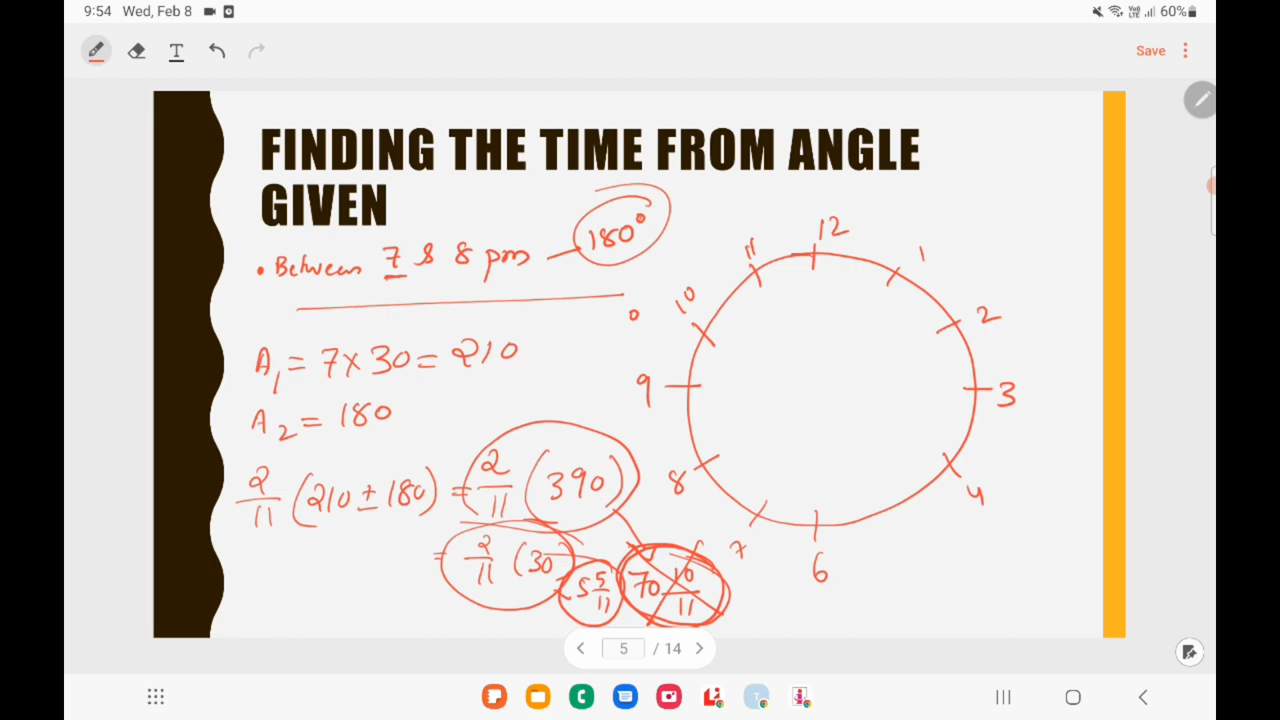 9:54 Wed, Feb 8
60%
Save
FINDING THE TIME FROM ANGLE
GIVEN
• Between 7 & 8 pm – 180°
A₁ = 7 × 30 = 210
A₂ = 180
2/11 (210 ± 180) = 2/11 (390)
= 2/11 (30
5 5/11
70 10/11
12
1
2
3
4
6
7
8
9
10
11
5 / 14